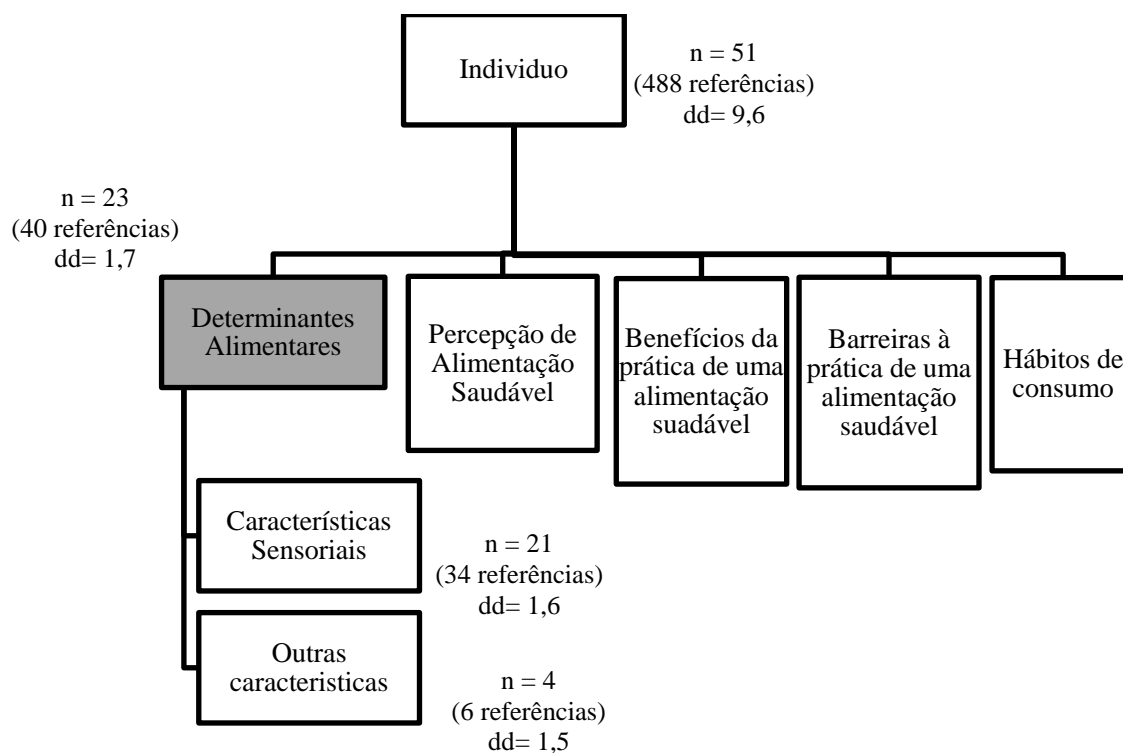 Individuo
n = 51
(488 referências)
dd= 9,6
n = 23
(40 referências)
dd= 1,7
Determinantes
Alimentares
Percepção de
Alimentação
Saudável
Benefícios da
prática de uma
alimentação
suadável
Barreiras à
prática de uma
alimentação
saudável
Hábitos de
consumo
Características
Sensoriais
n = 21
(34 referências)
dd= 1,6
Outras
caracteristicas
n = 4
(6 referências)
dd= 1,5